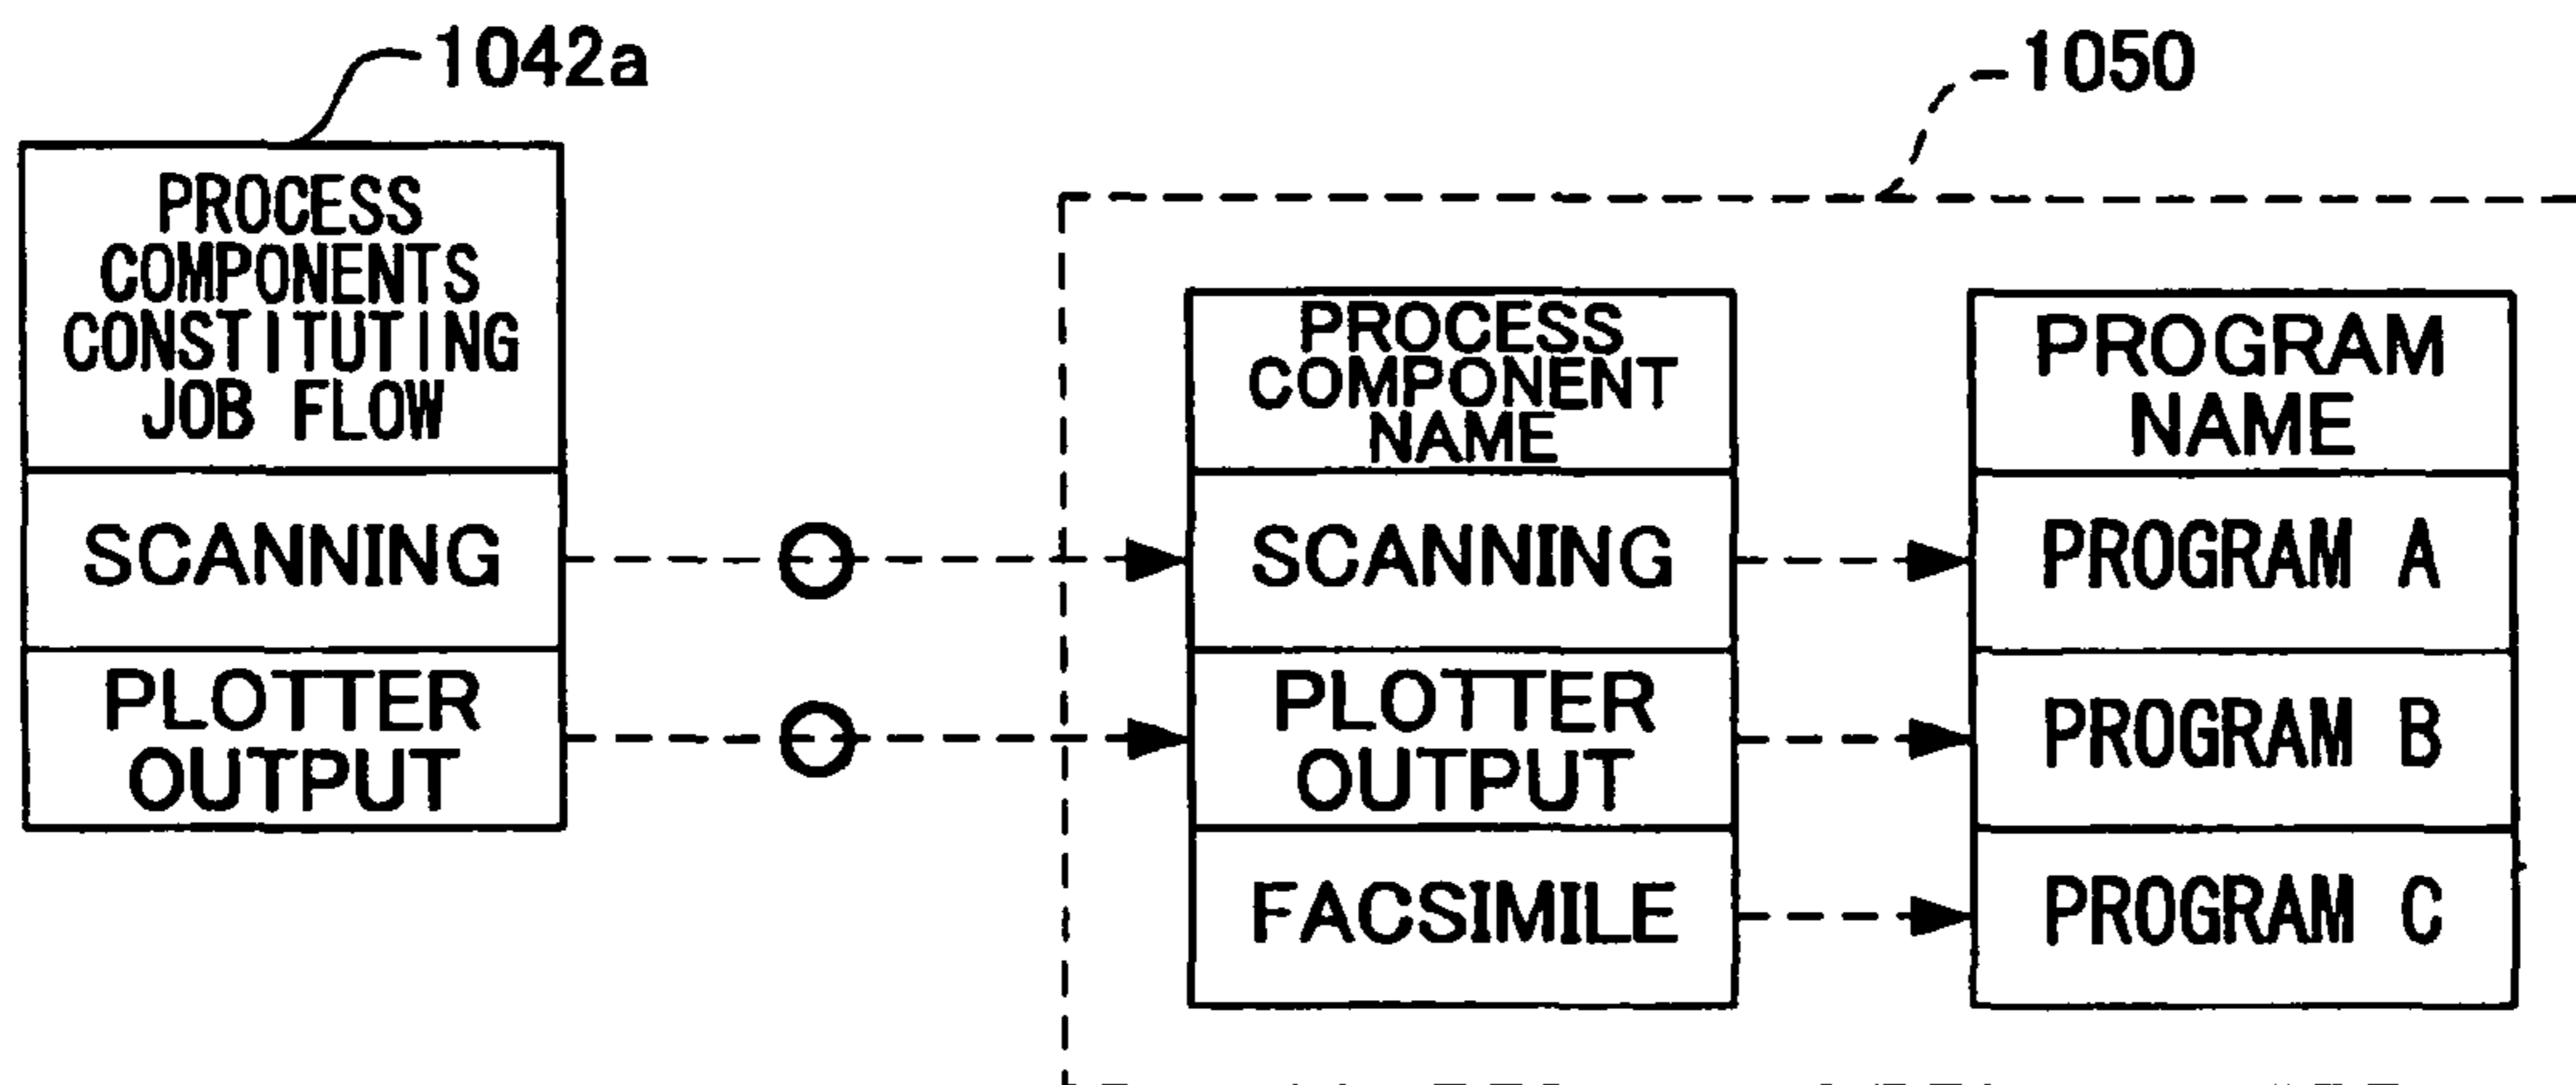 1042a
1050
PROCESS
COMPONENTS
CONSTITUTING
JOB FLOW
SCANNING
PLOTTER
OUTPUT
PROCESS
COMPONENT
NAME
SCANNING
PLOTTER
OUTPUT
FACSIMILE
PROGRAM
NAME
PROGRAM A
PROGRAM B
PROGRAM C